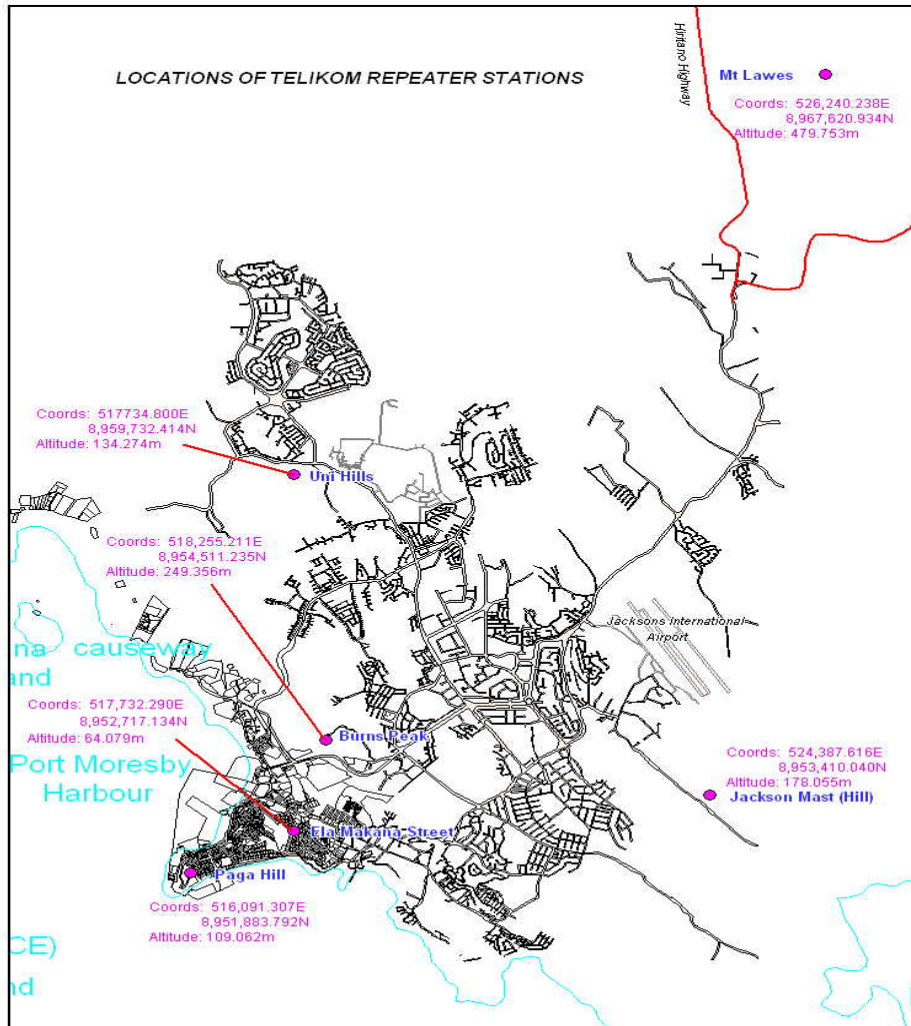 LOCATIONS OF TELIKOM REPEATER STATIONS
Hiritano Highway
Mt Lawes
Coords: 526,240.238E
8,967,620.934N
Altitude: 479.753m
Coords: 517734.800E
8,959,732.414N
Altitude: 134.274m
Uni Hills
Coords: 518,255.211E
8,954,511.235N
Altitude: 249.356m
Jacksons International
Airport
na causeway
and
Coords: 517,732.290E
8,952,717.134N
Altitude: 64.079m
Burns Peak
Port Moresby
Harbour
Coords: 524,387.616E
8,953,410.040N
Altitude: 178.055m
Jackson Mast (Hill)
Ela Makana Street
Paga Hill
Coords: 516,091.307E
8,951,883.792N
Altitude: 109.062m
CE)
nd